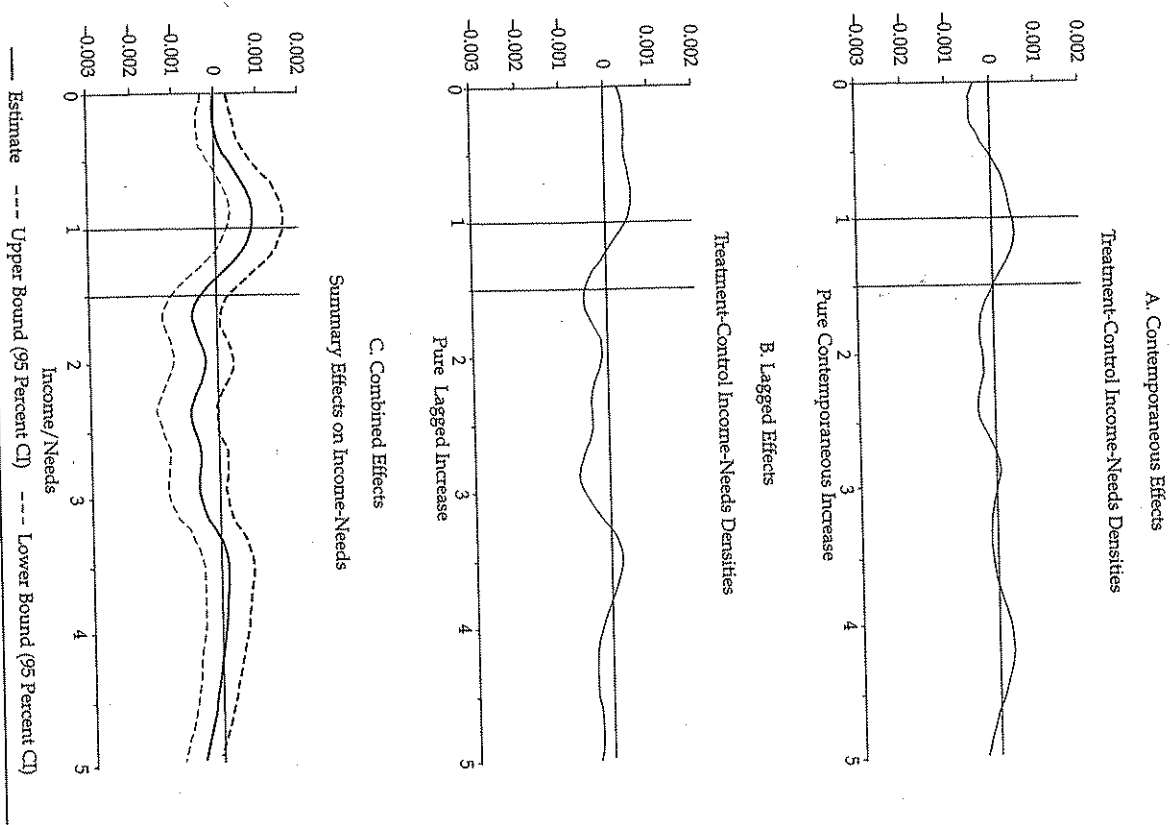 A. Contemporaneous Effects
Treatment-Control Income-Needs Densities
0.002
0.001
0
−0.001
−0.002
−0.003
0 1 2 3 4 5
Pure Contemporaneous Increase
B. Lagged Effects
Treatment-Control Income-Needs Densities
0.002
0.001
0
−0.001
−0.002
−0.003
0 1 2 3 4 5
Pure Lagged Increase
C. Combined Effects
Summary Effects on Income-Needs
0.002
0.001
0
−0.001
−0.002
−0.003
0 1 2 3 4 5
Income/Needs
Estimate Upper Bound (95 Percent CI) Lower Bound (95 Percent CI)